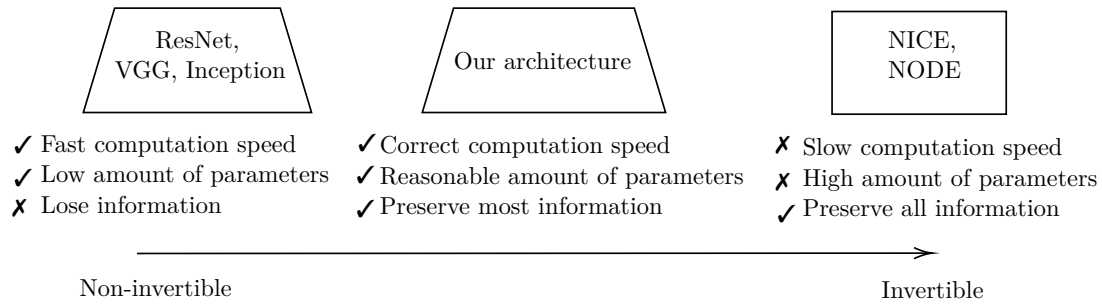 ResNet,
VGG, Inception
Our architecture
NICE,
NODE
✓ Fast computation speed
✓ Low amount of parameters
✗ Lose information
✓ Correct computation speed
✓ Reasonable amount of parameters
✓ Preserve most information
✗ Slow computation speed
✗ High amount of parameters
✓ Preserve all information
Non-invertible
Invertible